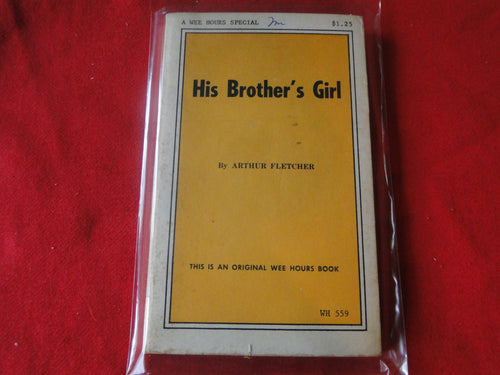 A WEE HOURS SPECIAL $1.25
His Brother's Girl
By ARTHUR FLETCHER
THIS IS AN ORIGINAL WEE HOURS BOOK
WH 559